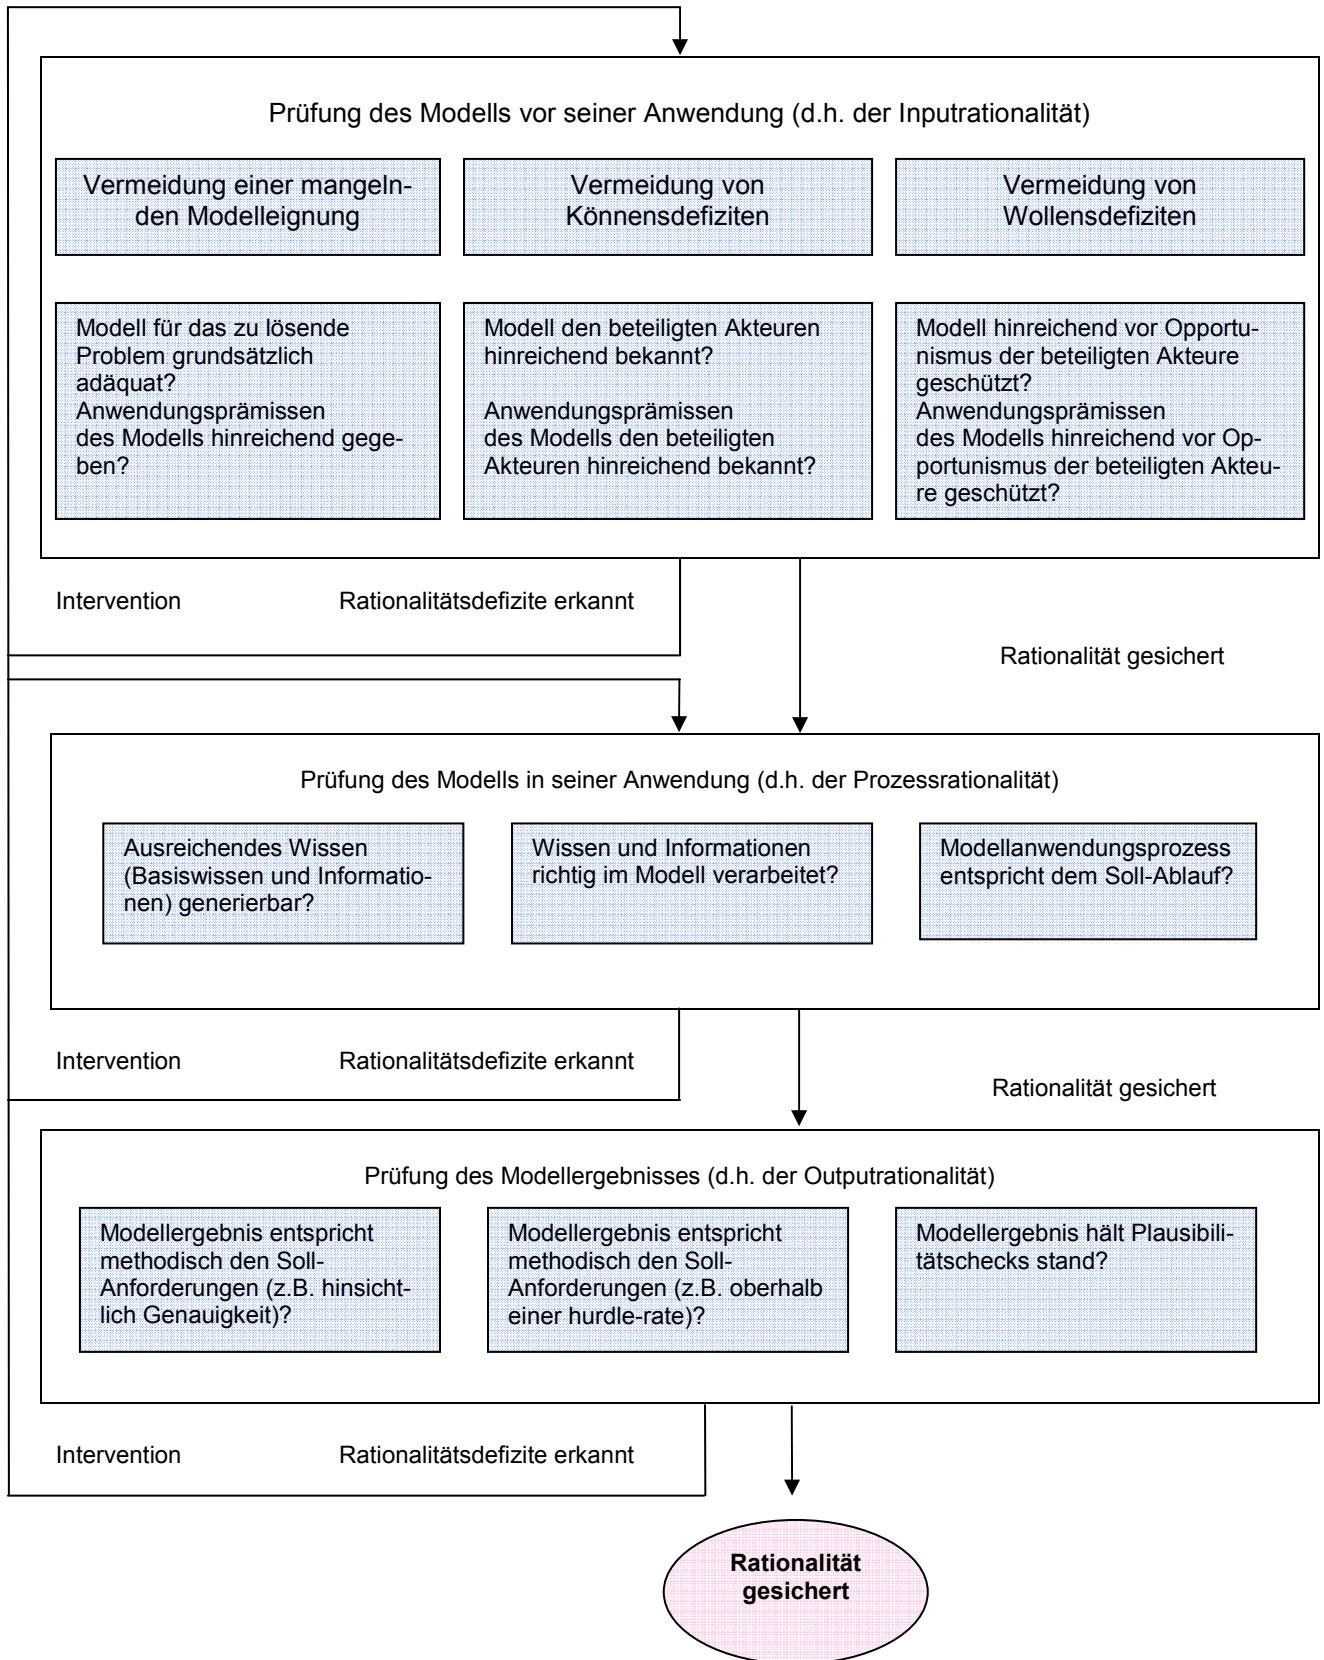 Prüfung des Modells vor seiner Anwendung (d.h. der Inputrationalität)
Vermeidung einer mangeln-
den Modelleignung
Vermeidung von
Könnensdefiziten
Vermeidung von
Wollensdefiziten
Modell für das zu lösende
Problem grundsätzlich
adäquat?
Anwendungsprämissen
des Modells hinreichend gege-
ben?
Modell den beteiligten Akteuren
hinreichend bekannt?
Anwendungsprämissen
des Modells den beteiligten
Akteuren hinreichend bekannt?
Modell hinreichend vor Opportu-
nismus der beteiligten Akteure
geschützt?
Anwendungsprämissen
des Modells hinreichend vor Op-
portunismus der beteiligten Akteu-
re geschützt?
Intervention
Rationalitätsdefizite erkannt
Rationalität gesichert
Prüfung des Modells in seiner Anwendung (d.h. der Prozessrationalität)
Ausreichendes Wissen
(Basiswissen und Informatio-
nen) generierbar?
Wissen und Informationen
richtig im Modell verarbeitet?
Modellanwendungsprozess
entspricht dem Soll-Ablauf?
Intervention
Rationalitätsdefizite erkannt
Rationalität gesichert
Prüfung des Modellergebnisses (d.h. der Outputrationalität)
Modellergebnis entspricht
methodisch den Soll-
Anforderungen (z.B. hinsicht-
lich Genauigkeit)?
Modellergebnis entspricht
methodisch den Soll-
Anforderungen (z.B. oberhalb
einer hurdle-rate)?
Modellergebnis hält Plausibili-
tätschecks stand?
Intervention
Rationalitätsdefizite erkannt
Rationalität
gesichert